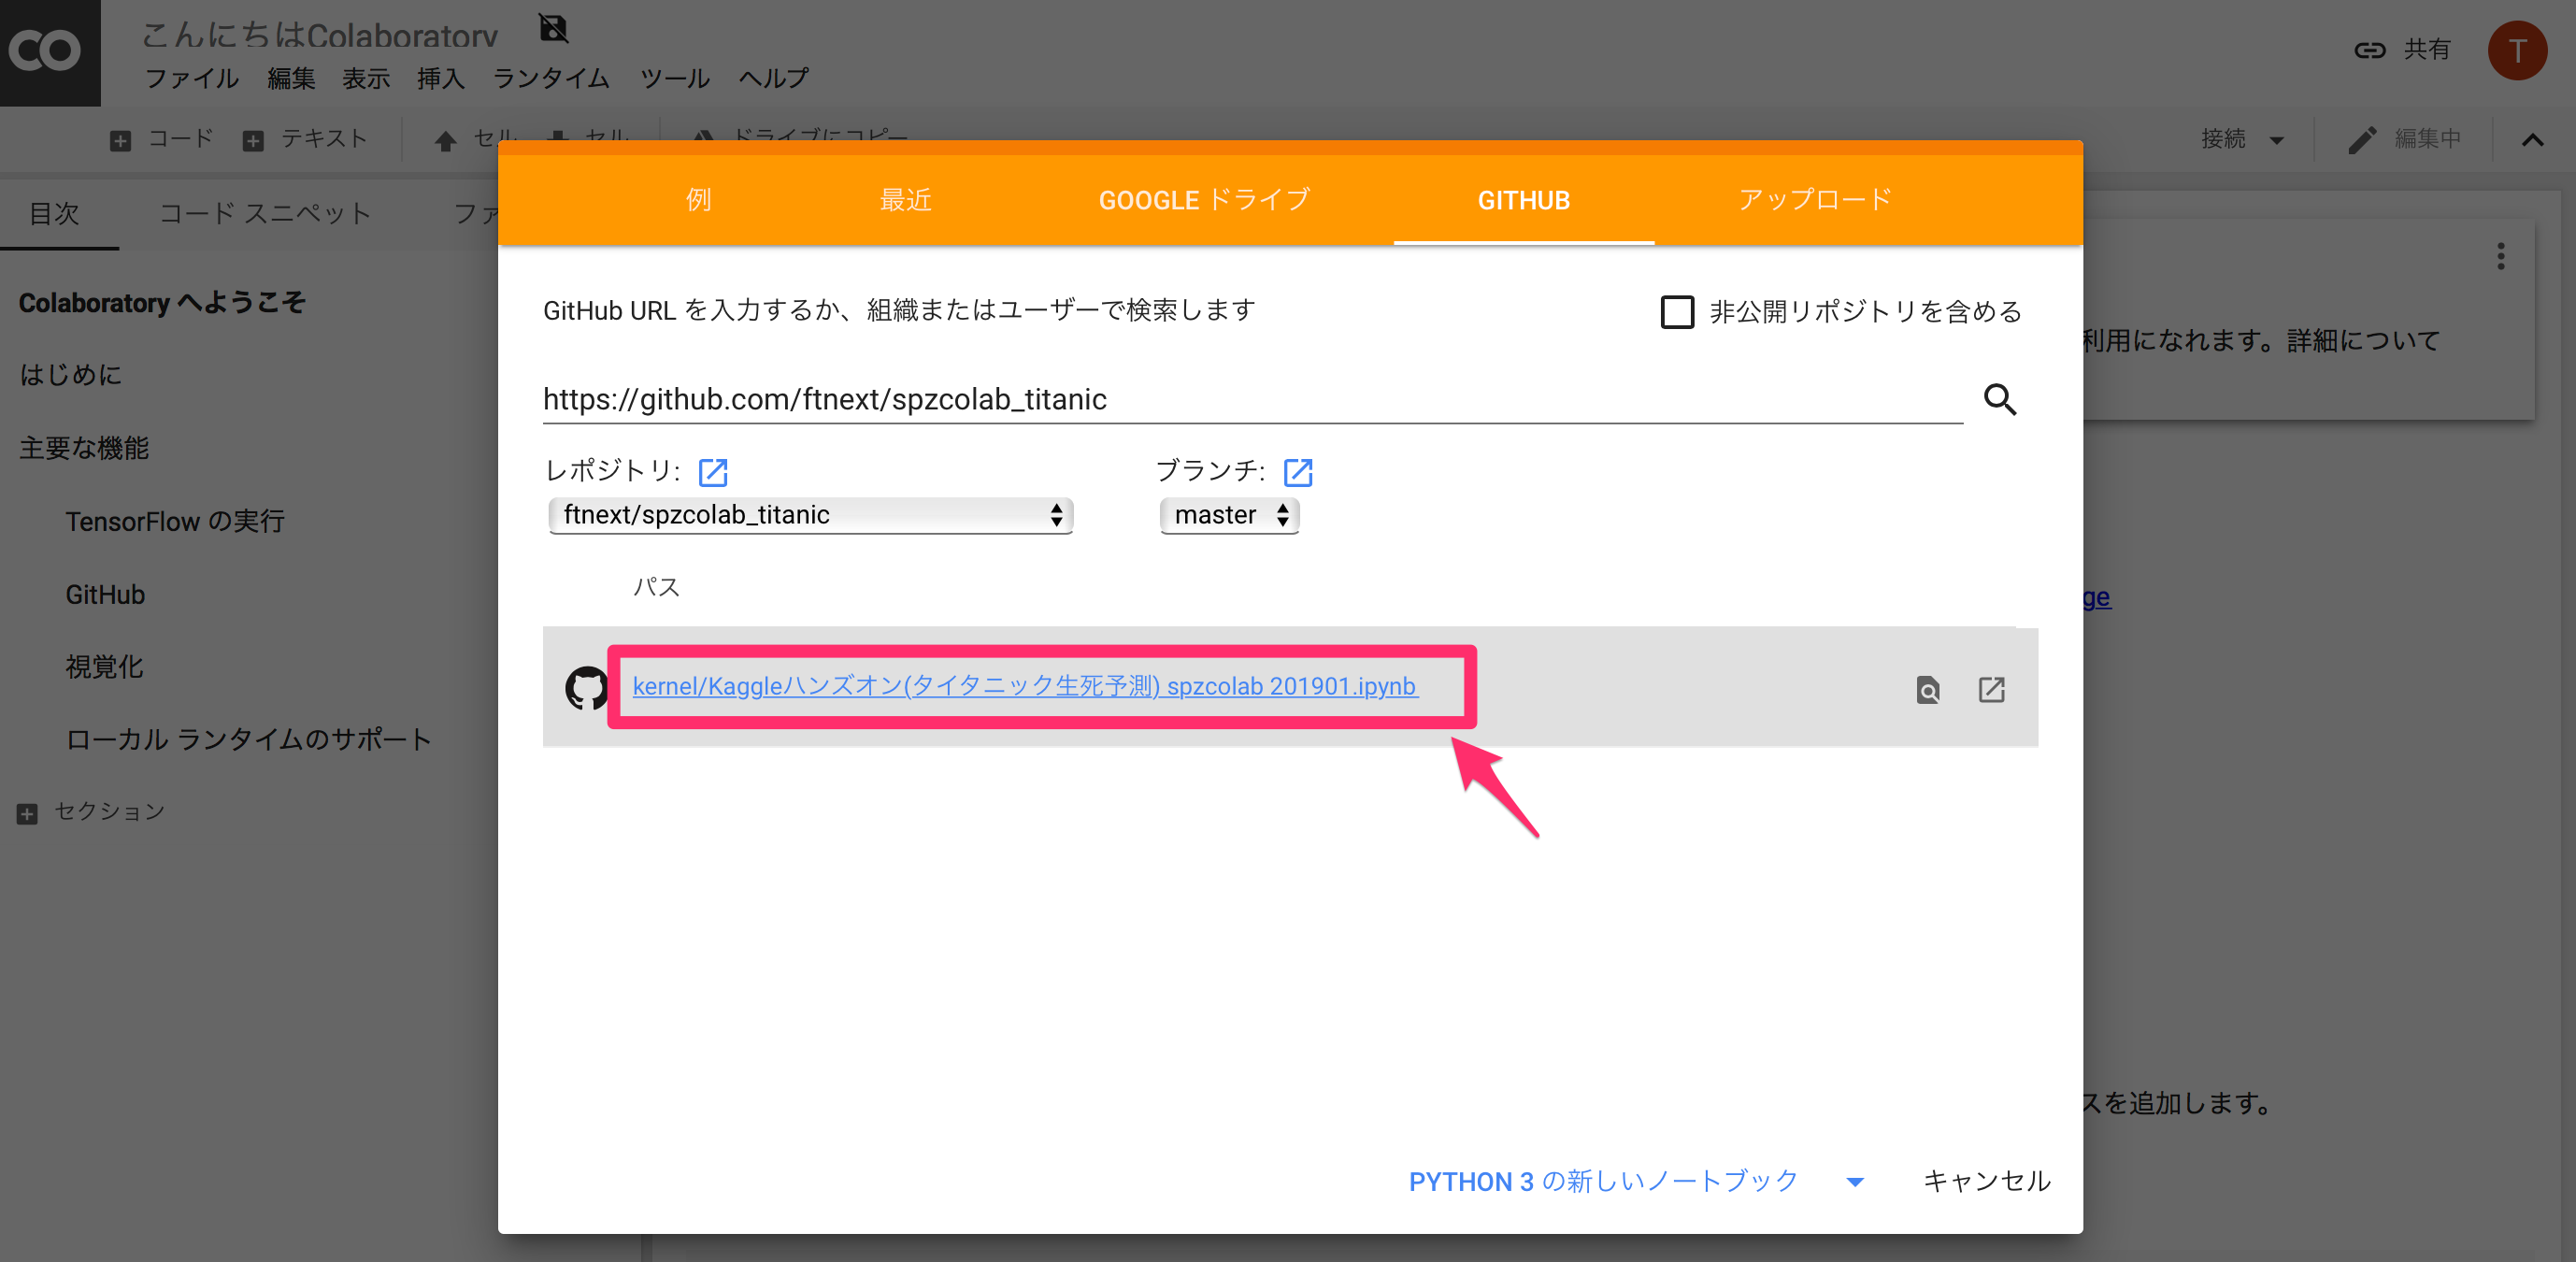 こんにちはColaboratory
ファイル 編集 表示 挿入 ランタイム ツール ヘルプ
共有 T
コード テキスト セル セル ドライブにコピー 接続 編集中
目次 コード スニペット ファ
例 最近 GOOGLE ドライブ GITHUB アップロード
Colaboratory へようこそ
はじめに
主要な機能
TensorFlow の実行
GitHub
視覚化
ローカル ランタイムのサポート
セクション
GitHub URL を入力するか、組織またはユーザーで検索します 非公開リポジトリを含める
利用になれます。詳細について
https://github.com/ftnext/spzcolab_titanic
レポジトリ: ブランチ:
ftnext/spzcolab_titanic master
パス
ge
kernel/Kaggleハンズオン(タイタニック生死予測) spzcolab 201901.ipynb
スを追加します。
PYTHON 3 の新しいノートブック キャンセル